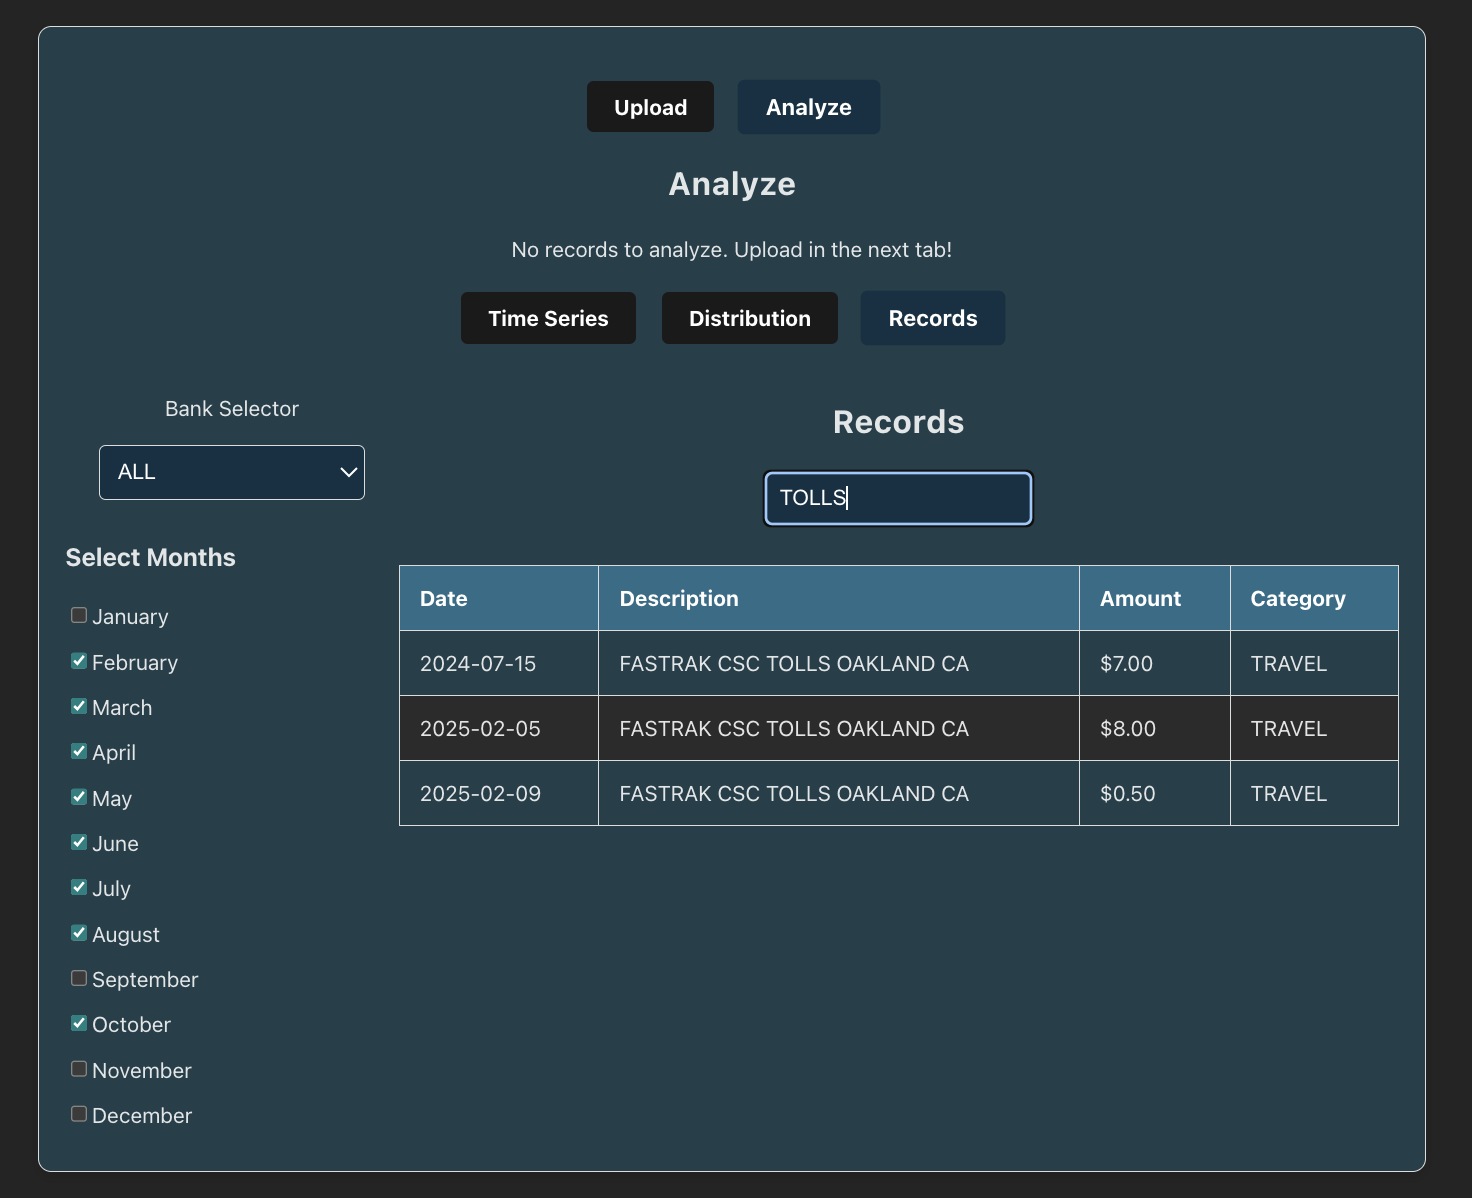 Upload Analyze
Analyze
No records to analyze. Upload in the next tab!
Time Series Distribution Records
Bank Selector
ALL
Select Months
January
February
March
April
May
June
July
August
September
October
November
December
Records
TOLLS
Date Description Amount Category
2024-07-15 FASTRAK CSC TOLLS OAKLAND CA $7.00 TRAVEL
2025-02-05 FASTRAK CSC TOLLS OAKLAND CA $8.00 TRAVEL
2025-02-09 FASTRAK CSC TOLLS OAKLAND CA $0.50 TRAVEL